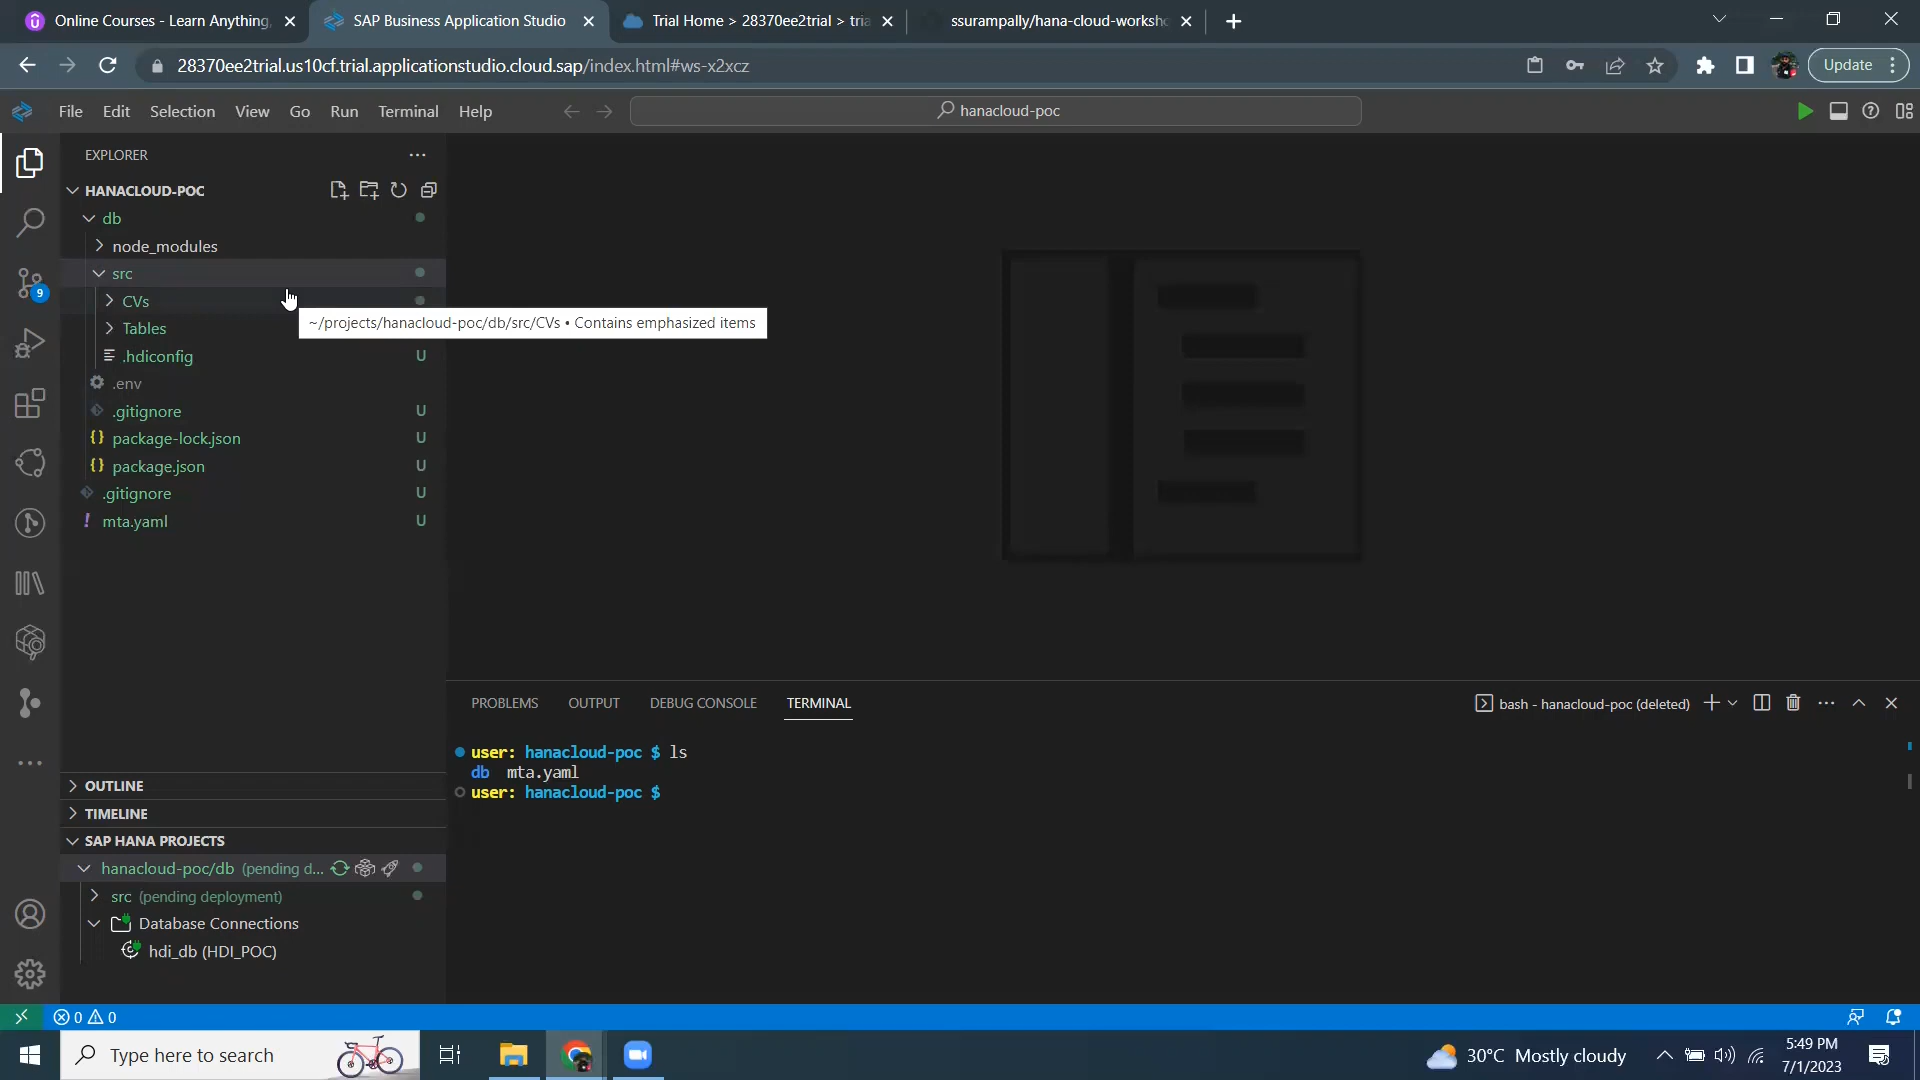 Online Courses - Learn Anything,
SAP Business Application Studio
Trial Home > 28370ee2trial > tria
ssurampally/hana-cloud-worksho
28370ee2trial.us10cf.trial.applicationstudio.cloud.sap/index.html#ws-x2xcz
Update
File Edit Selection View Go Run Terminal Help
hanacloud-poc
EXPLORER
HANACLOUD-POC
db
node_modules
src
CVs
~/projects/hanacloud-poc/db/src/CVs • Contains emphasized items
Tables
.hdiconfig U
.env
.gitignore U
package-lock.json U
package.json U
.gitignore U
! mta.yaml U
PROBLEMS OUTPUT DEBUG CONSOLE TERMINAL
bash - hanacloud-poc (deleted)
user: hanacloud-poc $ ls
db mta.yaml
user: hanacloud-poc $
9
OUTLINE
TIMELINE
SAP HANA PROJECTS
hanacloud-poc/db (pending d...
src (pending deployment)
Database Connections
hdi_db (HDI_POC)
0 0
Type here to search
30°C Mostly cloudy
5:49 PM
7/1/2023